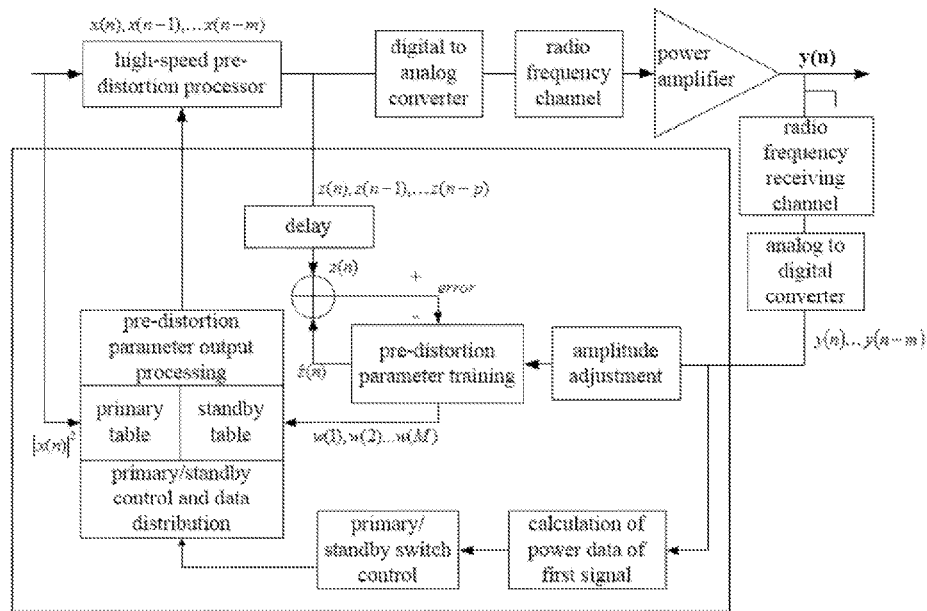 x(n), x(n−1),…x(n−m)
high-speed pre-
distortion processor
digital to
analog
converter
radio
frequency
channel
power
amplifier
y(n)
radio
frequency
receiving
channel
analog to
digital
converter
y(n)…y(n−m)
z(n), z(n−1),…z(n−p)
delay
z(n)
+
error
-
ẑ(n)
pre-distortion
parameter training
amplitude
adjustment
pre-distortion
parameter output
processing
primary
table
standby
table
|x(n)|²
w(1), w(2)…w(M)
primary/standby
control and data
distribution
primary/
standby switch
control
calculation of
power data of
first signal